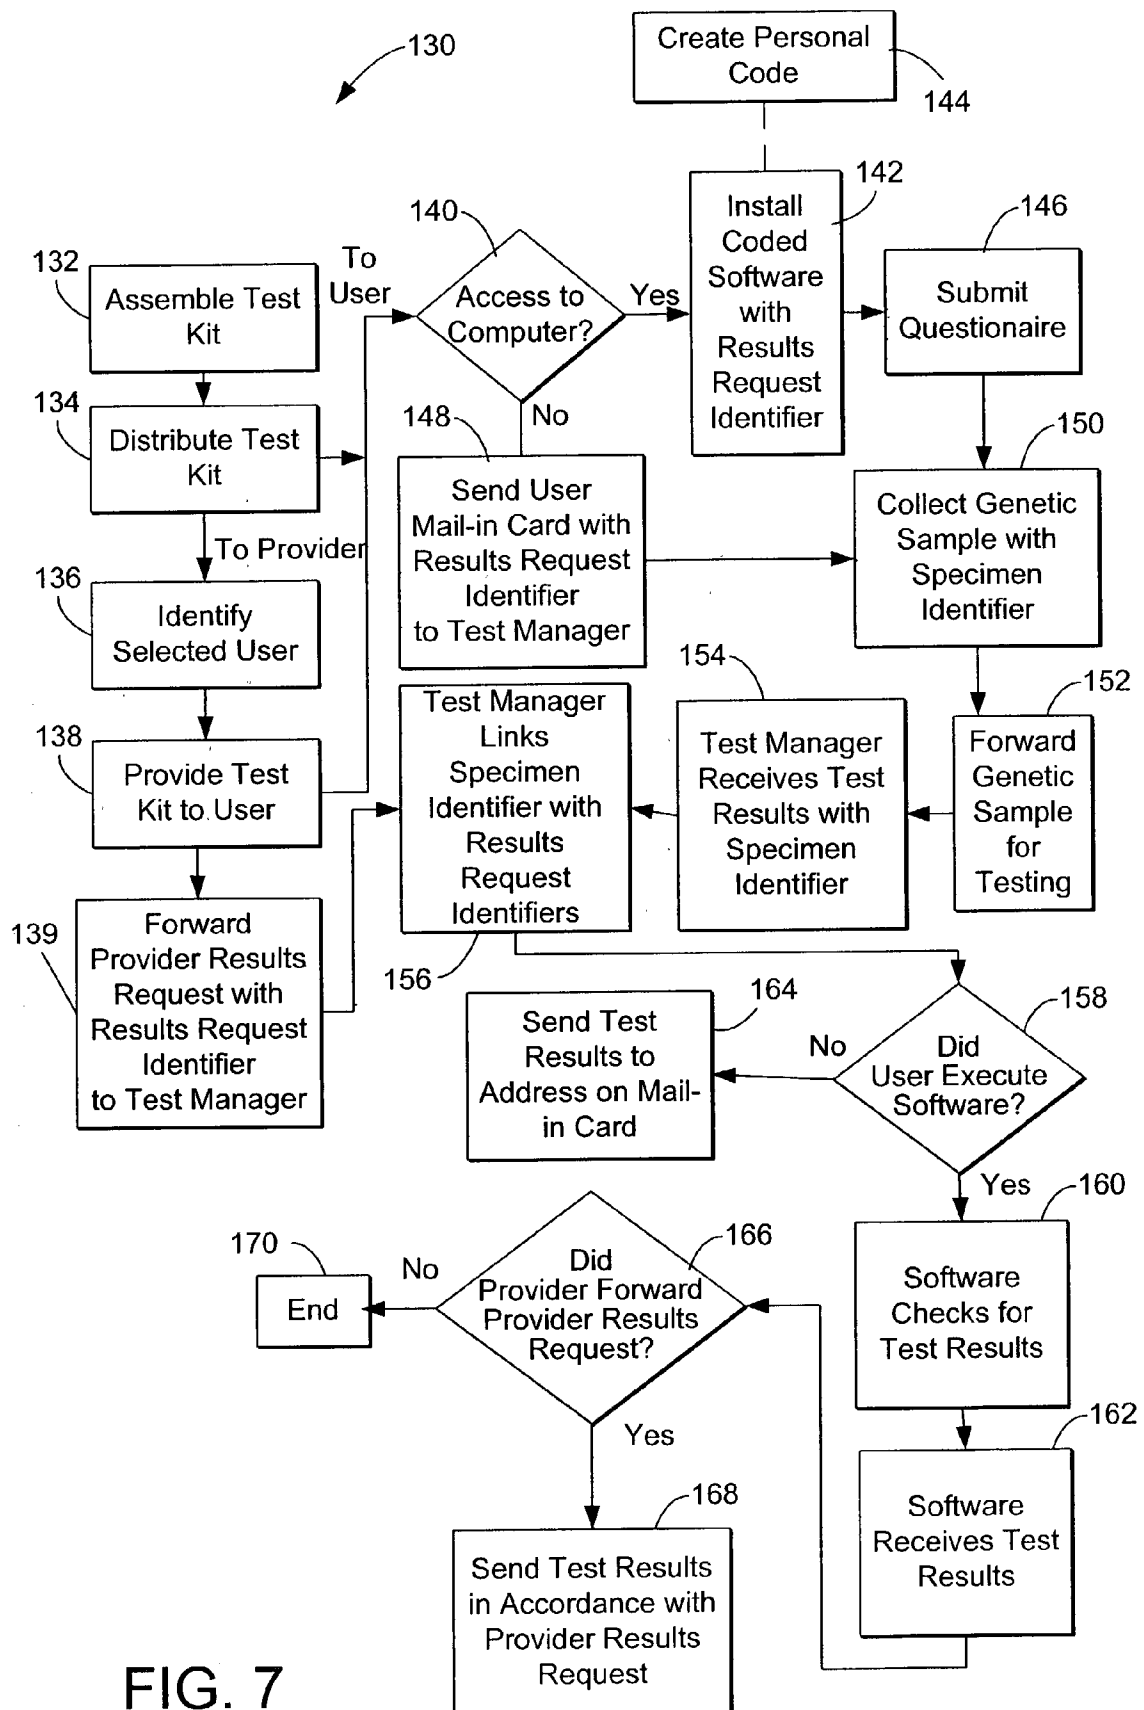 130
Create Personal
Code
144
132
Assemble Test
Kit
To
User
140
Access to
Computer?
Yes
No
142
Install
Coded
Software
with
Results
Request
Identifier
146
Submit
Questionaire
134
Distribute Test
Kit
To Provider
148
Send User
Mail-in Card with
Results Request
Identifier
to Test Manager
150
Collect Genetic
Sample with
Specimen
Identifier
136
Identify
Selected User
138
Provide Test
Kit to User
Test Manager
Links
Specimen
Identifier with
Results
Request
Identifiers
156
154
Test Manager
Receives Test
Results with
Specimen
Identifier
152
Forward
Genetic
Sample
for
Testing
139
Forward
Provider Results
Request with
Results Request
Identifier
to Test Manager
164
Send Test
Results to
Address on Mail-
in Card
No
158
Did
User Execute
Software?
Yes
160
Software
Checks for
Test Results
170
End
No
166
Did
Provider Forward
Provider Results
Request?
Yes
162
Software
Receives Test
Results
168
Send Test Results
in Accordance with
Provider Results
Request
FIG. 7